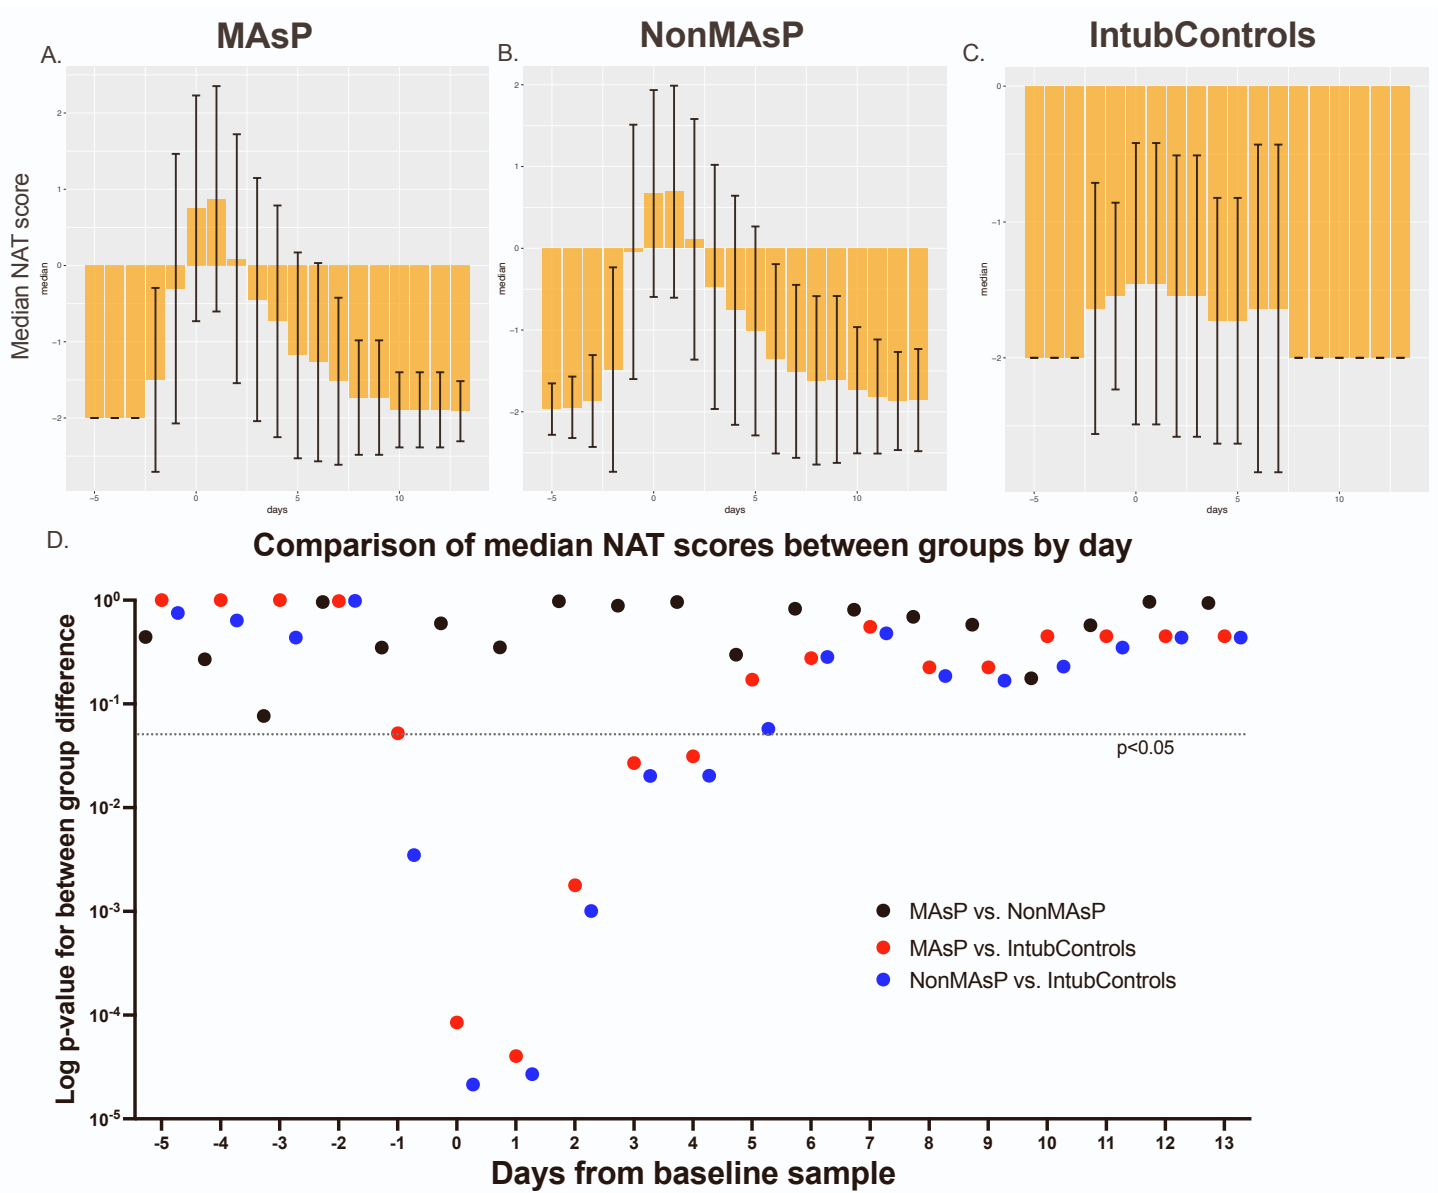 MAsP
NonMAsP
IntubControls
A.
B.
C.
Median NAT score
median
2
1
0
−1
−2
−5
0
5
10
days
median
2
1
0
−1
−2
−5
0
5
10
days
median
0
−1
−2
−5
0
5
10
days
D.
Comparison of median NAT scores between groups by day
Log p-value for between group difference
10⁰
10⁻¹
10⁻²
10⁻³
10⁻⁴
10⁻⁵
p<0.05
MAsP vs. NonMAsP
MAsP vs. IntubControls
NonMAsP vs. IntubControls
-5 -4 -3 -2 -1 0 1 2 3 4 5 6 7 8 9 10 11 12 13
Days from baseline sample